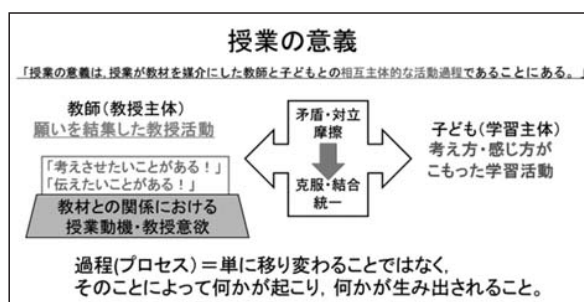 授業の意義
「授業の意義は，授業が教材を媒介にした教師と子どもとの相互主体的な活動過程であることにある。」
教師（教授主体）
願いを結集した教授活動
「考えさせたいことがある！」
「伝えたいことがある！」
教材との関係における
授業動機・教授意欲
矛盾・対立
摩擦
克服・結合
統一
子ども（学習主体）
考え方・感じ方が
こもった学習活動
過程(プロセス）＝単に移り変わることではなく，
そのことによって何かが起こり，何かが生み出されること。